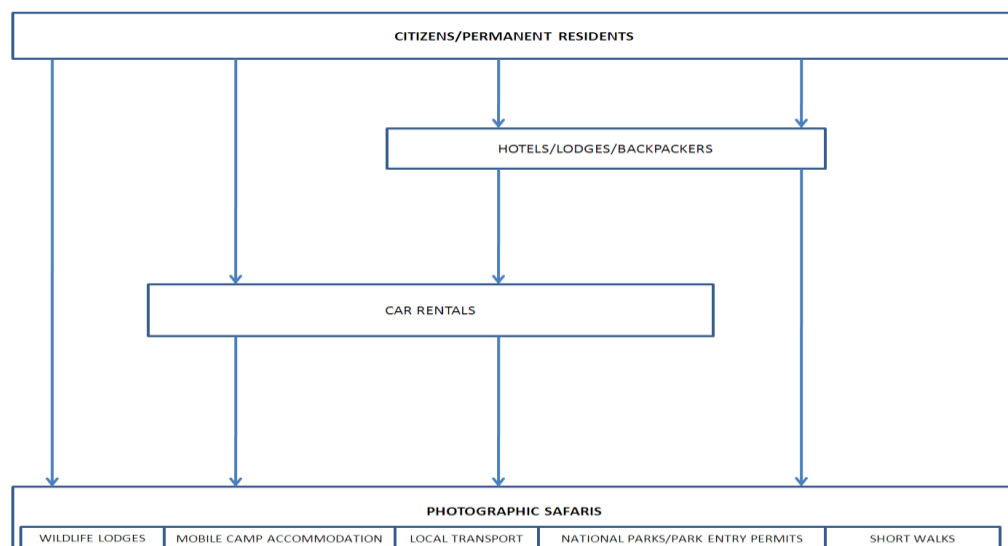 CITIZENS/PERMANENT RESIDENTS
HOTELS/LODGES/BACKPACKERS
CAR RENTALS
PHOTOGRAPHIC SAFARIS
WILDLIFE LODGES
MOBILE CAMP ACCOMMODATION
LOCAL TRANSPORT
NATIONAL PARKS/PARK ENTRY PERMITS
SHORT WALKS